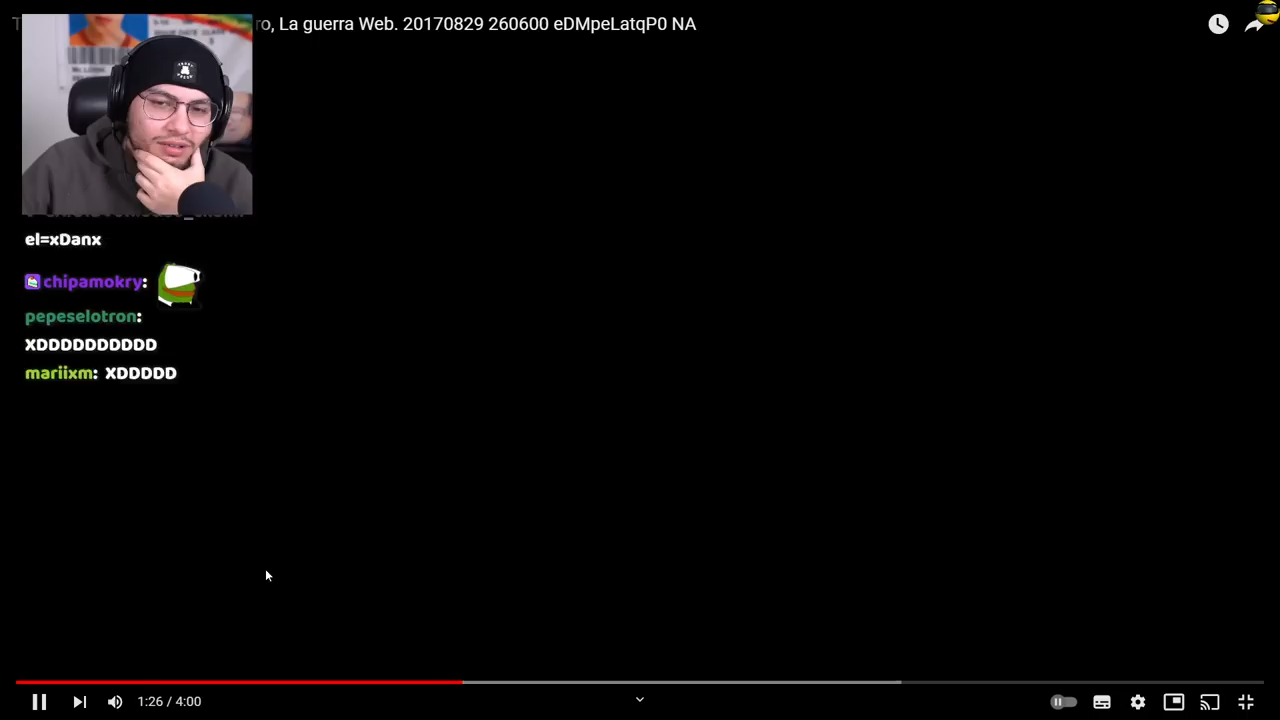 ro, La guerra Web. 20170829 260600 eDMpeLatqP0 NA
el=xDanx
chipamokry:
pepeselotron:
XDDDDDDDDDD
mariixm: XDDDDD
1:26 / 4:00